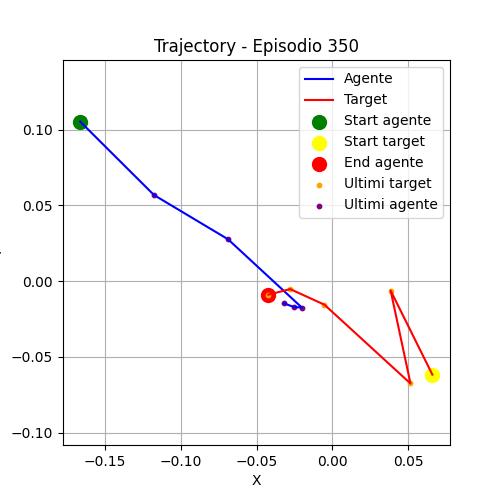 Trajectory - Episodio 350
Agente
Target
Start agente
Start target
End agente
Ultimi target
Ultimi agente
0.10
0.05
0.00
−0.05
−0.10
−0.15
−0.10
−0.05
0.00
0.05
X